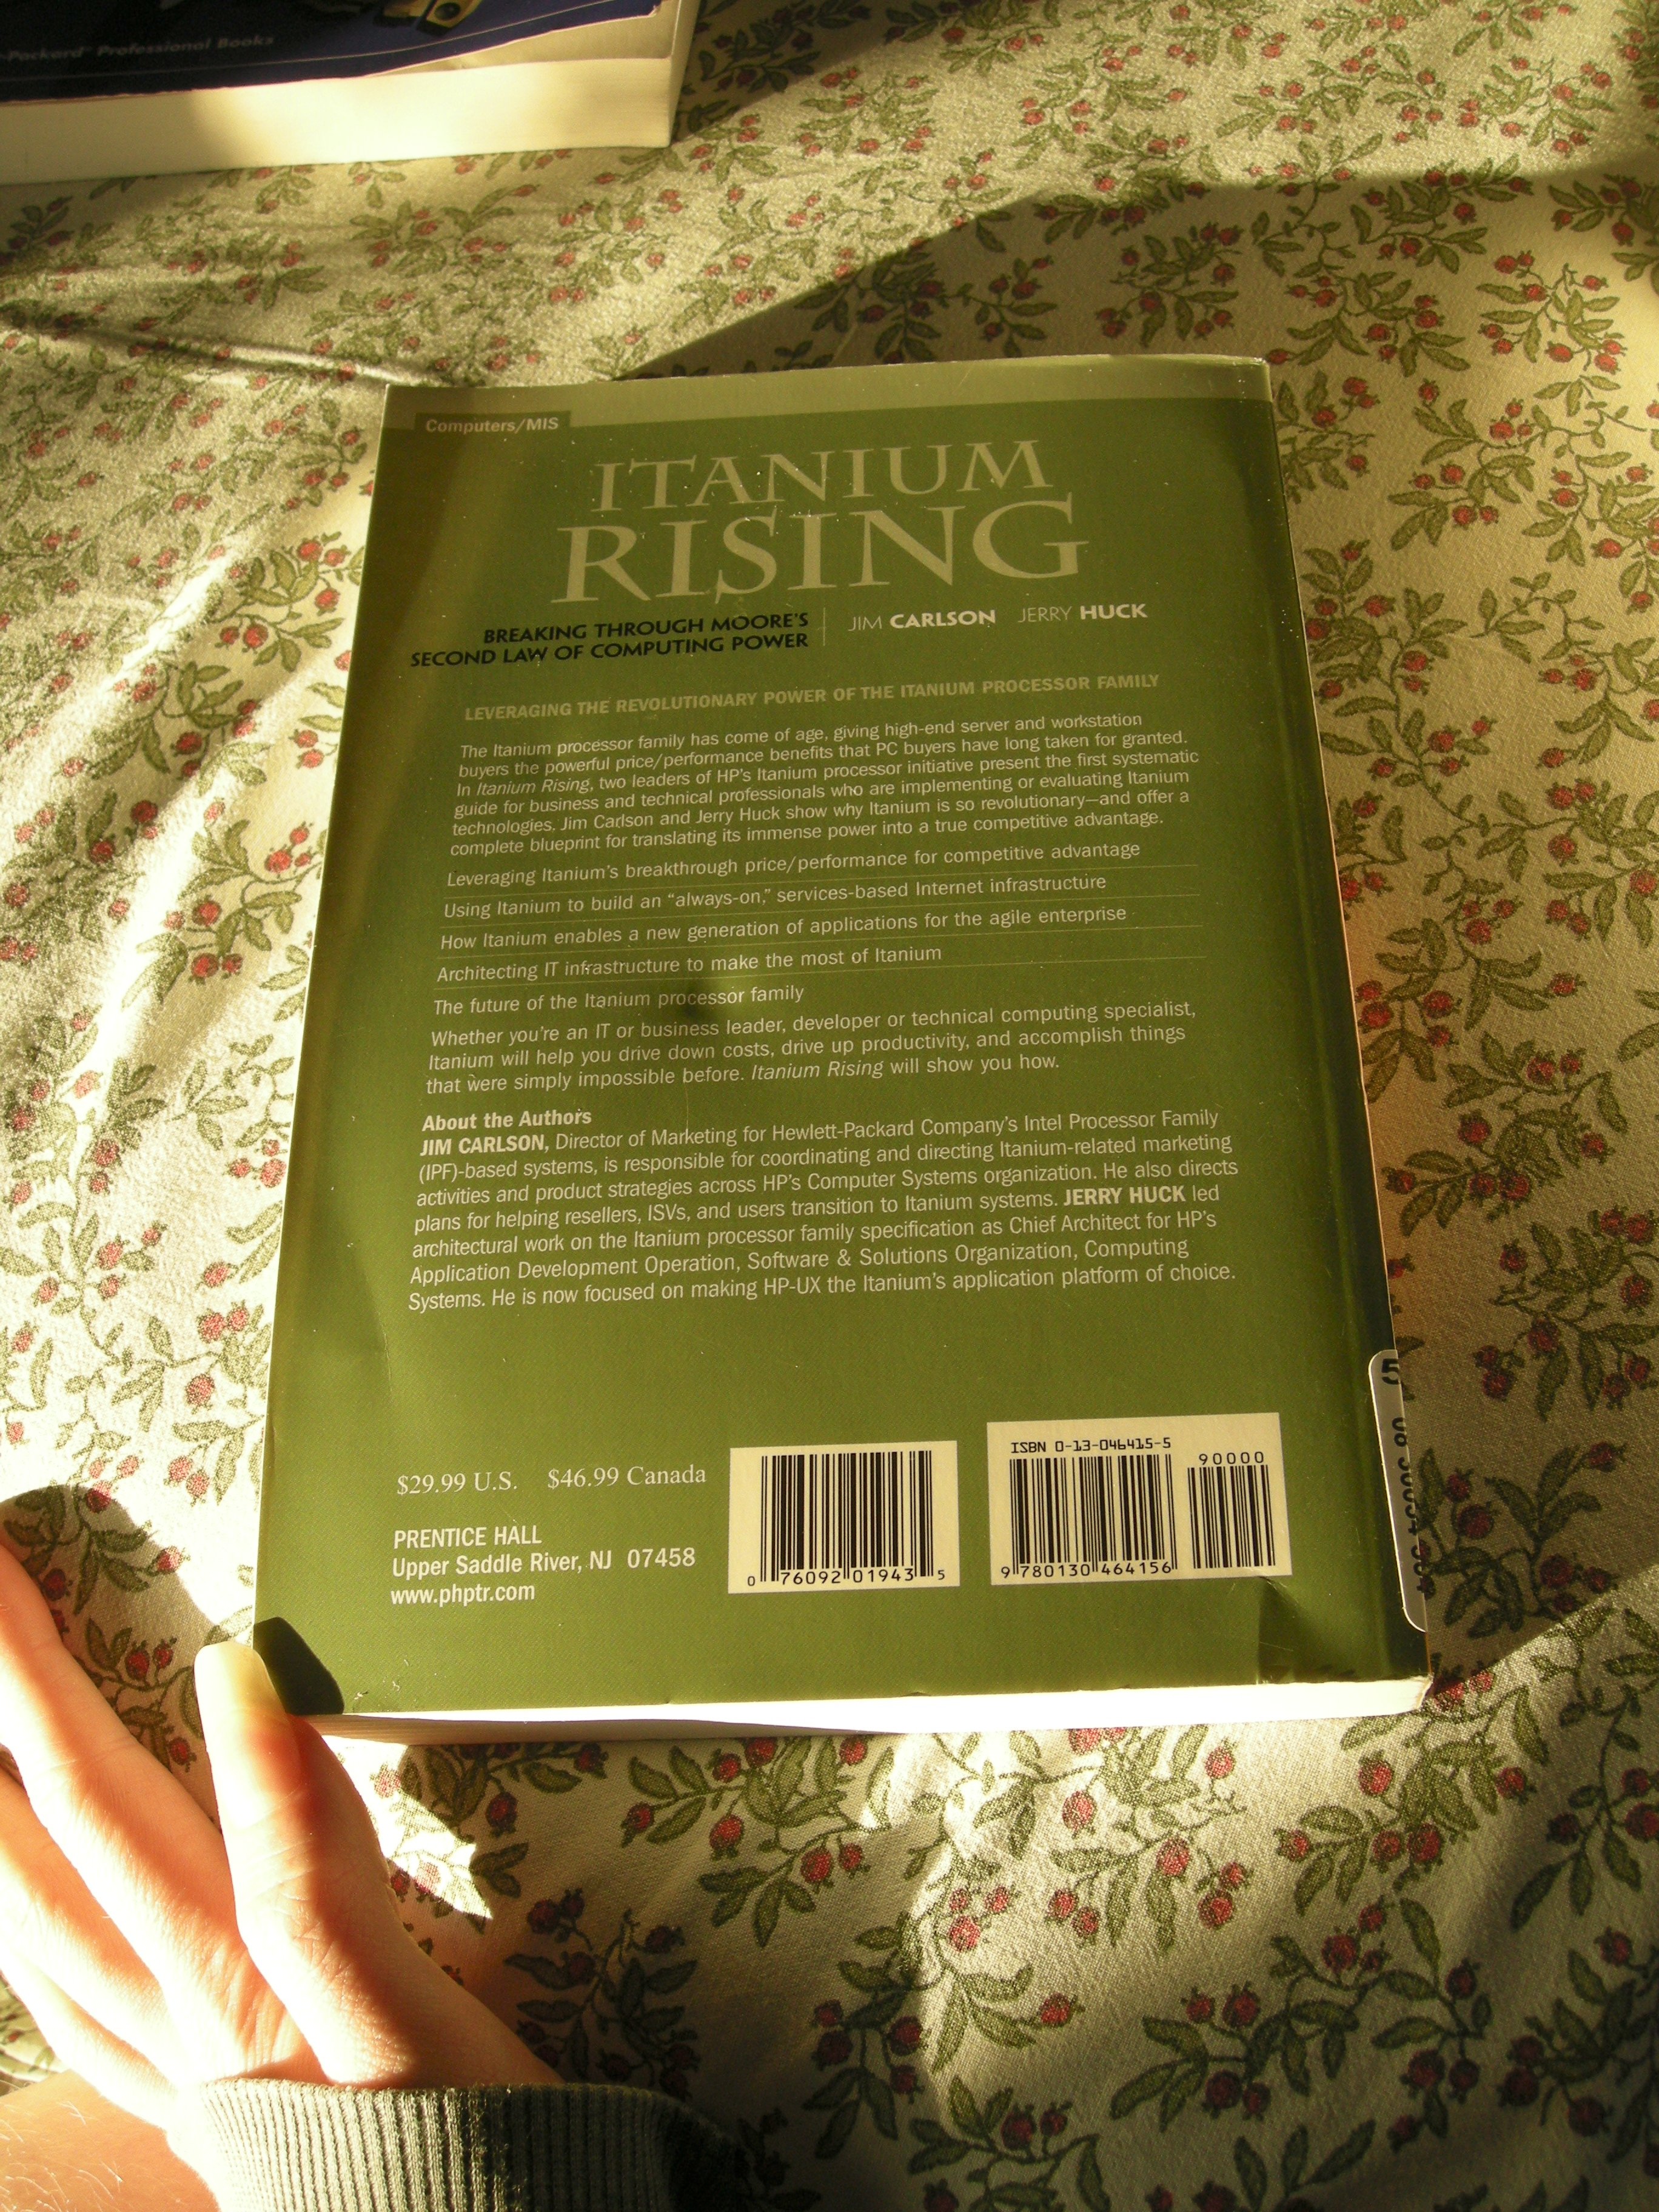 -Packard Professional Books
Computers/MIS
ITANIUM
RISING
BREAKING THROUGH MOORE'S
SECOND LAW OF COMPUTING POWER
JIM CARLSON JERRY HUCK
LEVERAGING THE REVOLUTIONARY POWER OF THE ITANIUM PROCESSOR FAMILY
The Itanium processor family has come of age, giving high-end server and workstation
buyers the powerful price/performance benefits that PC buyers have long taken for granted.
In Itanium Rising, two leaders of HP's Itanium processor initiative present the first systematic
guide for business and technical professionals who are implementing or evaluating Itanium
technologies. Jim Carlson and Jerry Huck show why Itanium is so revolutionary—and offer a
complete blueprint for translating its immense power into a true competitive advantage.
Leveraging Itanium's breakthrough price/performance for competitive advantage
Using Itanium to build an “always-on,” services-based Internet infrastructure
How Itanium enables a new generation of applications for the agile enterprise
Architecting IT infrastructure to make the most of Itanium
The future of the Itanium processor family
Whether you're an IT or business leader, developer or technical computing specialist,
Itanium will help you drive down costs, drive up productivity, and accomplish things
that were simply impossible before. Itanium Rising will show you how.
About the Authors
JIM CARLSON, Director of Marketing for Hewlett-Packard Company's Intel Processor Family
(IPF)-based systems, is responsible for coordinating and directing Itanium-related marketing
activities and product strategies across HP's Computer Systems organization. He also directs
plans for helping resellers, ISVs, and users transition to Itanium systems. JERRY HUCK led
architectural work on the Itanium processor family specification as Chief Architect for HP's
Application Development Operation, Software & Solutions Organization, Computing
Systems. He is now focused on making HP-UX the Itanium's application platform of choice.
$29.99 U.S. $46.99 Canada
PRENTICE HALL
Upper Saddle River, NJ 07458
www.phptr.com
0 76092 01943 5
ISBN 0-13-046415-5
90000
9 780130 464156
5